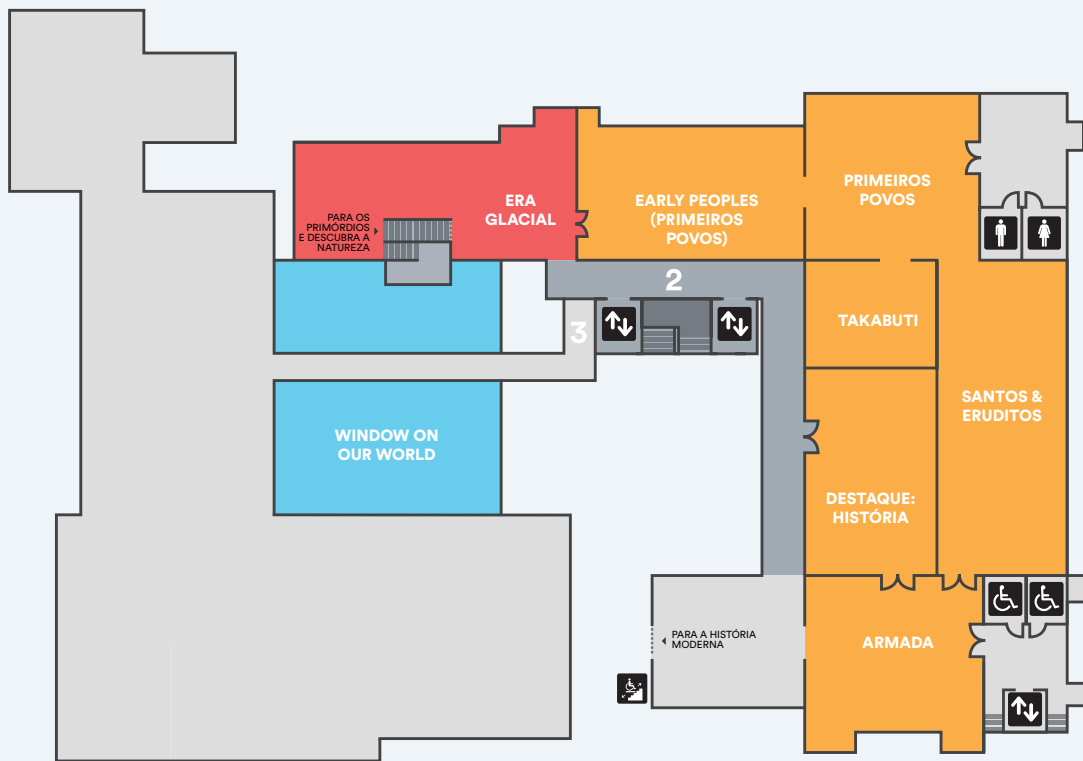 PARA OS
PRIMÓRDIOS
E DESCUBRA A
NATUREZA
ERA
GLACIAL
EARLY PEOPLES
(PRIMEIROS
POVOS)
PRIMEIROS
POVOS
2
3
TAKABUTI
SANTOS &
ERUDITOS
WINDOW ON
OUR WORLD
DESTAQUE:
HISTÓRIA
PARA A HISTÓRIA
MODERNA
ARMADA